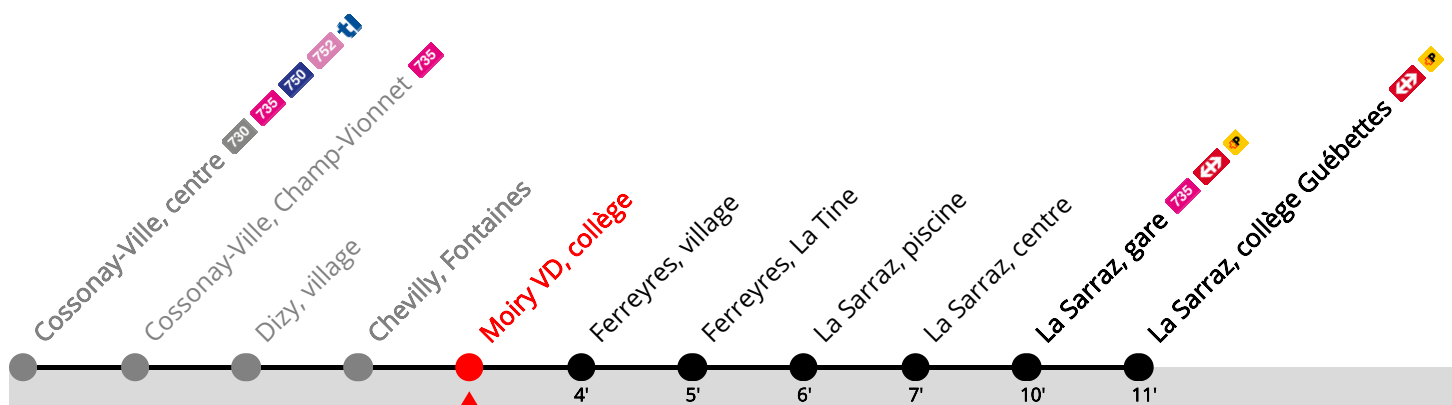 Cossonay-Ville, centre 730 735 750 752 tl
Cossonay-Ville, Champ-Vionnet 735
Dizy, village
Chevilly, Fontaines
Moiry VD, collège
Ferreyres, village
Ferreyres, La Tine
La Sarraz, piscine
La Sarraz, centre
La Sarraz, gare 735 P
La Sarraz, collège Guébettes P
4' 5' 6' 7' 10' 11'